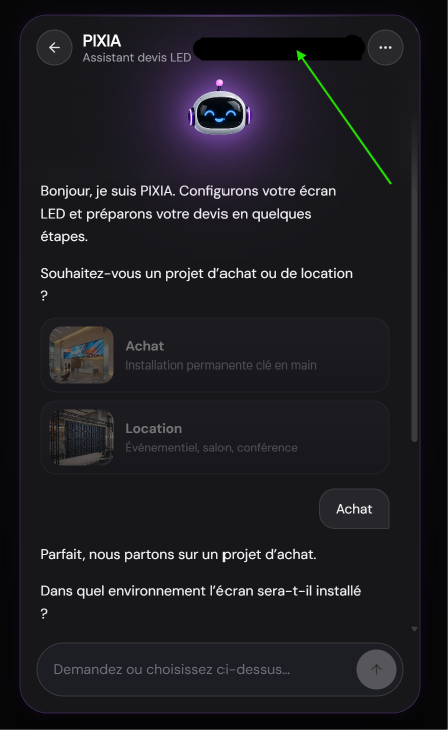 PIXIA
Assistant devis LED
Bonjour, je suis PIXIA. Configurons votre écran
LED et préparons votre devis en quelques
étapes.
Souhaitez-vous un projet d’achat ou de location
?
Achat
Installation permanente clé en main
Location
Événementiel, salon, conférence
Achat
Parfait, nous partons sur un projet d’achat.
Dans quel environnement l’écran sera-t-il installé
?
Demandez ou choisissez ci-dessus...